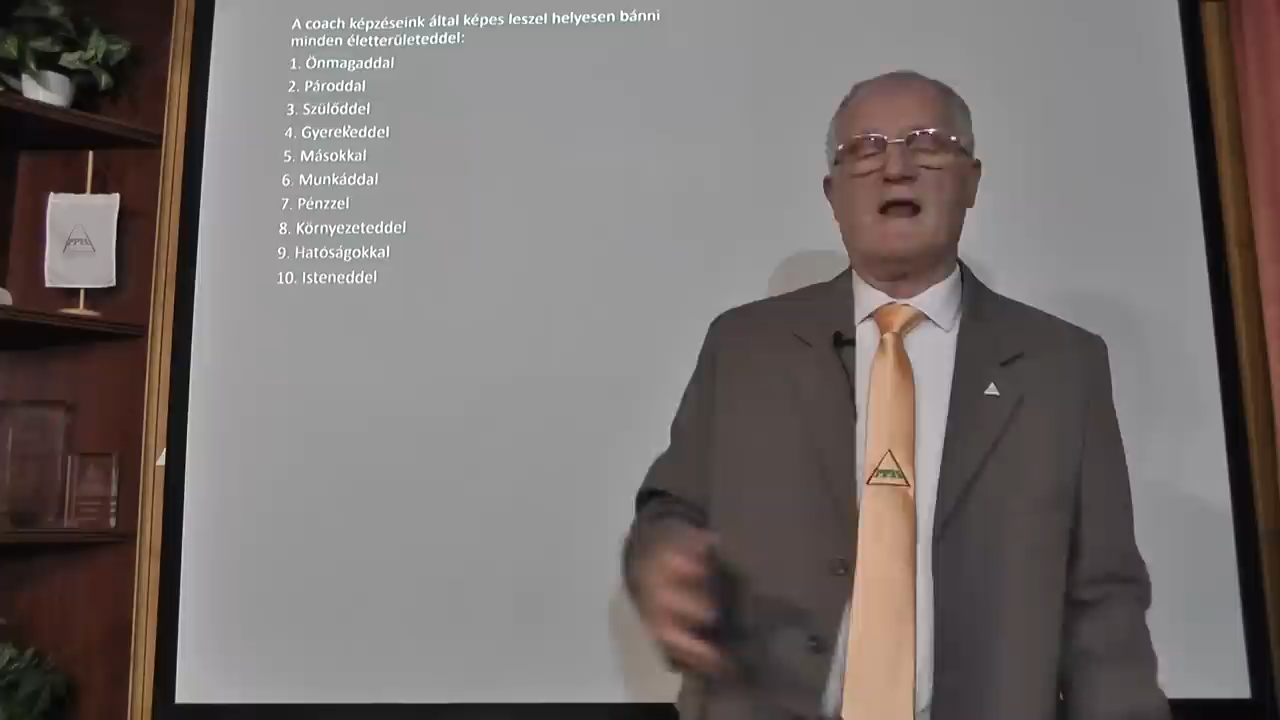 A coach képzéseink által képes leszel helyesen bánni
minden életterületeddel:
1. Önmagaddal
2. Pároddal
3. Szülőddel
4. Gyerekeddel
5. Másokkal
6. Munkáddal
7. Pénzzel
8. Környezeteddel
9. Hatóságokkal
10. Isteneddel